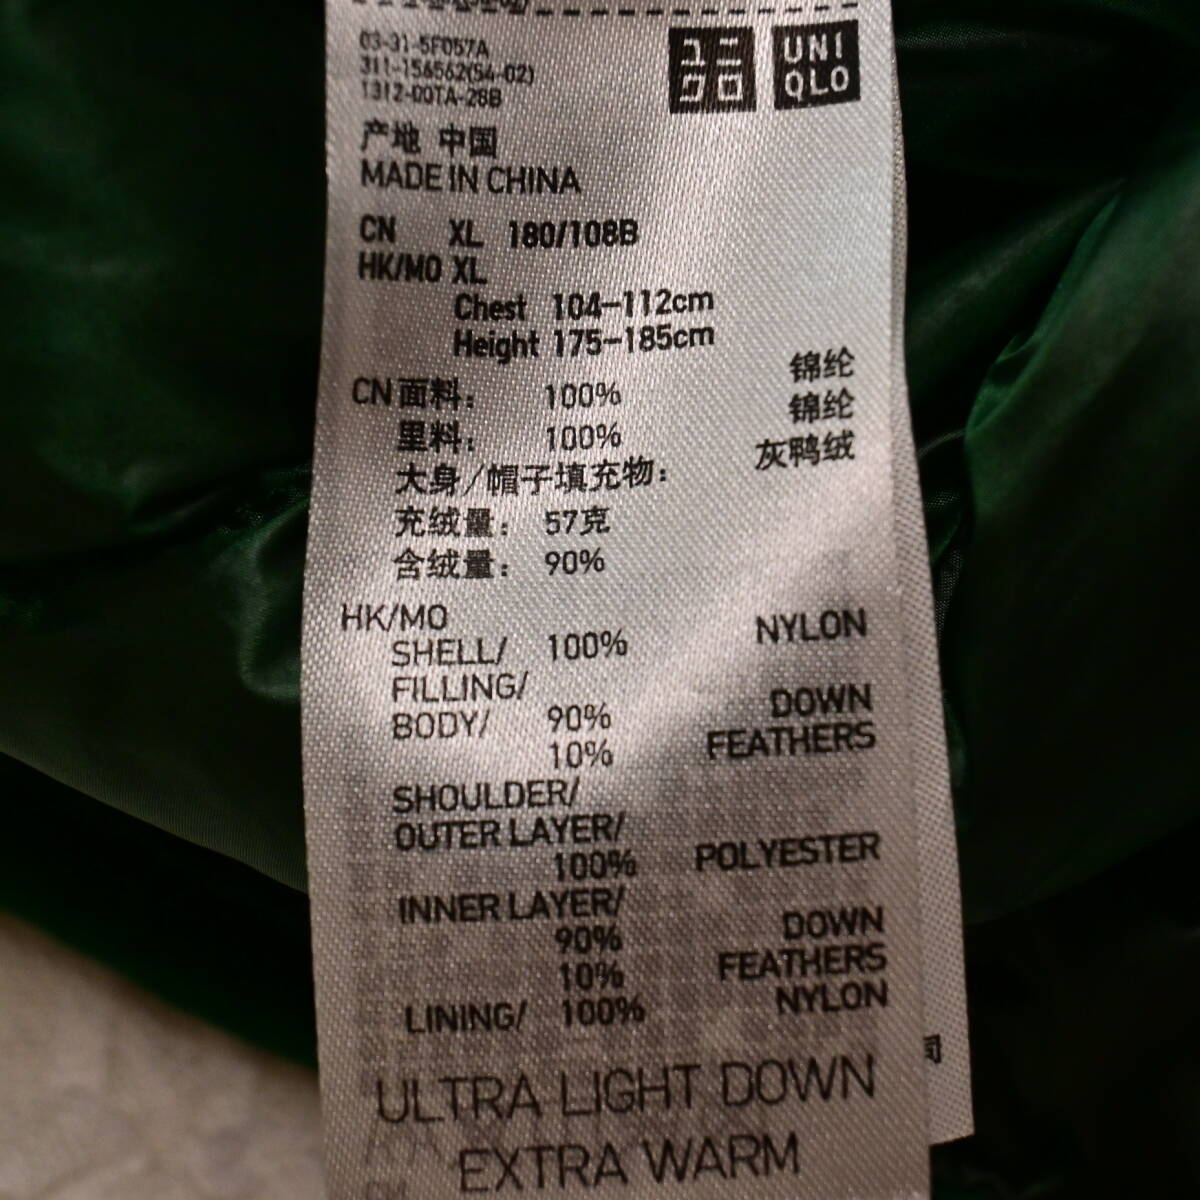 03-31-5F057A
311-156562(54-02)
1312-00TA-28B
ユニ
クロ
UNI
QLO
产地 中国
MADE IN CHINA
CN XL 180/108B
HK/MO XL
Chest 104-112cm
Height 175-185cm
CN面料: 100% 锦纶
里料: 100% 锦纶
大身/帽子填充物: 灰鸭绒
充绒量: 57克
含绒量: 90%
HK/MO
SHELL/ 100% NYLON
FILLING/
BODY/ 90% DOWN
10% FEATHERS
SHOULDER/
OUTER LAYER/
100% POLYESTER
INNER LAYER/
90% DOWN
10% FEATHERS
LINING/ 100% NYLON
ULTRA LIGHT DOWN
EXTRA WARM
司